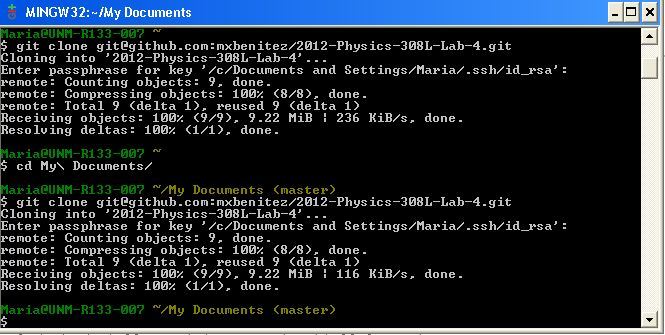 MINGW32:~/My Documents
Maria@UNM-R133-007 ~
$ git clone git@github.com:mxbenitez/2012-Physics-308L-Lab-4.git
Cloning into '2012-Physics-308L-Lab-4'...
Enter passphrase for key '/c/Documents and Settings/Maria/.ssh/id_rsa':
remote: Counting objects: 9, done.
remote: Compressing objects: 100% (8/8), done.
remote: Total 9 (delta 1), reused 9 (delta 1)
Receiving objects: 100% (9/9), 9.22 MiB | 236 KiB/s, done.
Resolving deltas: 100% (1/1), done.
Maria@UNM-R133-007 ~
$ cd My\ Documents/
Maria@UNM-R133-007 ~/My Documents (master)
$ git clone git@github.com:mxbenitez/2012-Physics-308L-Lab-4.git
Cloning into '2012-Physics-308L-Lab-4'...
Enter passphrase for key '/c/Documents and Settings/Maria/.ssh/id_rsa':
remote: Counting objects: 9, done.
remote: Compressing objects: 100% (8/8), done.
remote: Total 9 (delta 1), reused 9 (delta 1)
Receiving objects: 100% (9/9), 9.22 MiB | 116 KiB/s, done.
Resolving deltas: 100% (1/1), done.
Maria@UNM-R133-007 ~/My Documents (master)
$